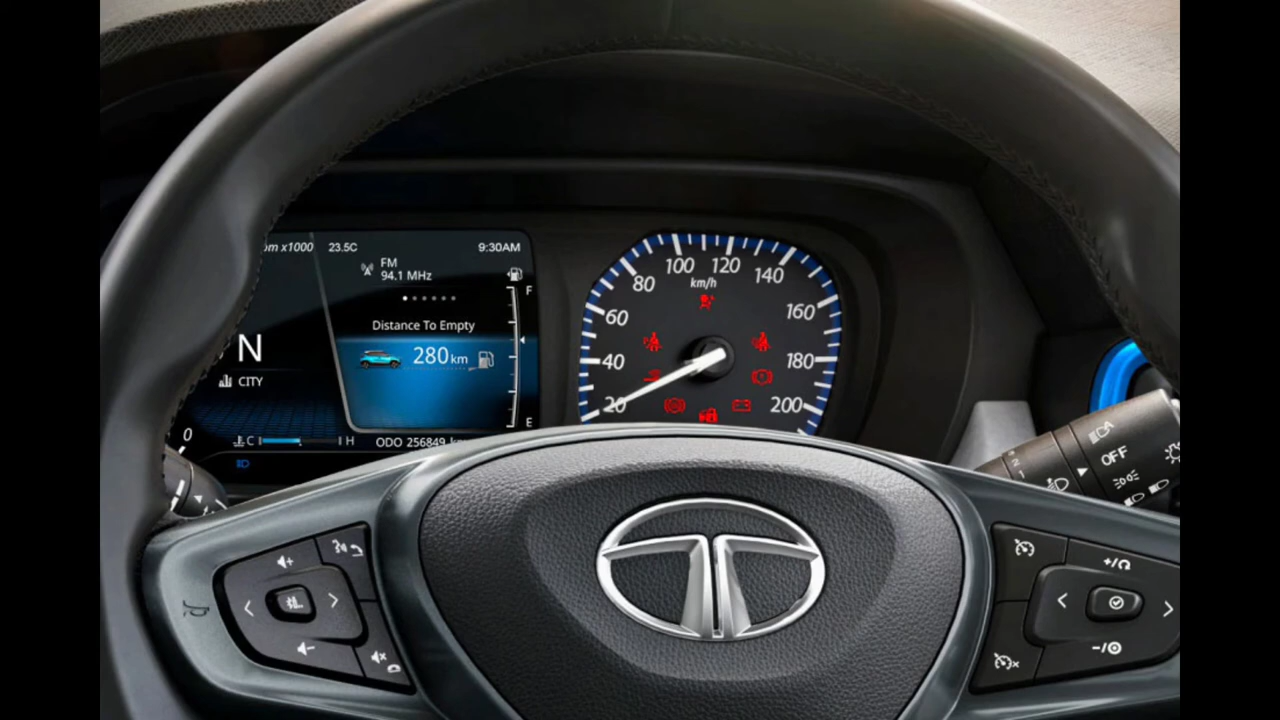 x1000 23.5C 9:30AM
FM
94.1 MHz
F
Distance To Empty
280 km
N
CITY
E
0
C H
ODO 256849
100 120
80 140
km/h
60 160
40 180
20 200
OFF